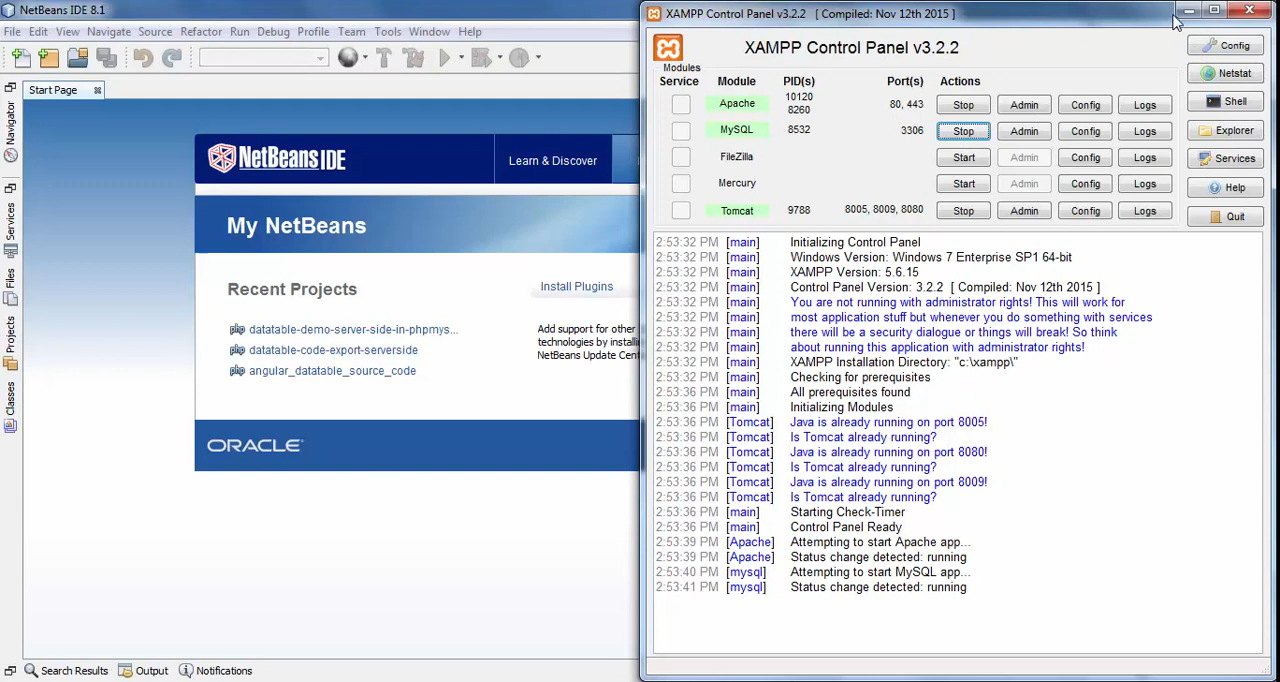 NetBeans IDE 8.1
File Edit View Navigate Source Refactor Run Debug Profile Team Tools Window Help
Start Page
Navigator
Services
Files
Projects
Classes
NetBeans IDE
Learn & Discover
My NetBeans
Recent Projects
datatable-demo-server-side-in-phpmys...
datatable-code-export-serverside
angular_datatable_source_code
Install Plugins
Add support for other
technologies by installin
NetBeans Update Cent
ORACLE
Search Results Output Notifications
XAMPP Control Panel v3.2.2 [ Compiled: Nov 12th 2015 ]
XAMPP Control Panel v3.2.2
Modules
Service Module PID(s) Port(s) Actions
Apache 10120 8260 80, 443 Stop Admin Config Logs
MySQL 8532 3306 Stop Admin Config Logs
FileZilla Start Admin Config Logs
Mercury Start Admin Config Logs
Tomcat 9788 8005, 8009, 8080 Stop Admin Config Logs
Config
Netstat
Shell
Explorer
Services
Help
Quit
2:53:32 PM [main] Initializing Control Panel
2:53:32 PM [main] Windows Version: Windows 7 Enterprise SP1 64-bit
2:53:32 PM [main] XAMPP Version: 5.6.15
2:53:32 PM [main] Control Panel Version: 3.2.2 [ Compiled: Nov 12th 2015 ]
2:53:32 PM [main] You are not running with administrator rights! This will work for
2:53:32 PM [main] most application stuff but whenever you do something with services
2:53:32 PM [main] there will be a security dialogue or things will break! So think
2:53:32 PM [main] about running this application with administrator rights!
2:53:32 PM [main] XAMPP Installation Directory: "c:\xampp\"
2:53:32 PM [main] Checking for prerequisites
2:53:36 PM [main] All prerequisites found
2:53:36 PM [main] Initializing Modules
2:53:36 PM [Tomcat] Java is already running on port 8005!
2:53:36 PM [Tomcat] Is Tomcat already running?
2:53:36 PM [Tomcat] Java is already running on port 8080!
2:53:36 PM [Tomcat] Is Tomcat already running?
2:53:36 PM [Tomcat] Java is already running on port 8009!
2:53:36 PM [Tomcat] Is Tomcat already running?
2:53:36 PM [main] Starting Check-Timer
2:53:36 PM [main] Control Panel Ready
2:53:39 PM [Apache] Attempting to start Apache app...
2:53:39 PM [Apache] Status change detected: running
2:53:40 PM [mysql] Attempting to start MySQL app...
2:53:41 PM [mysql] Status change detected: running